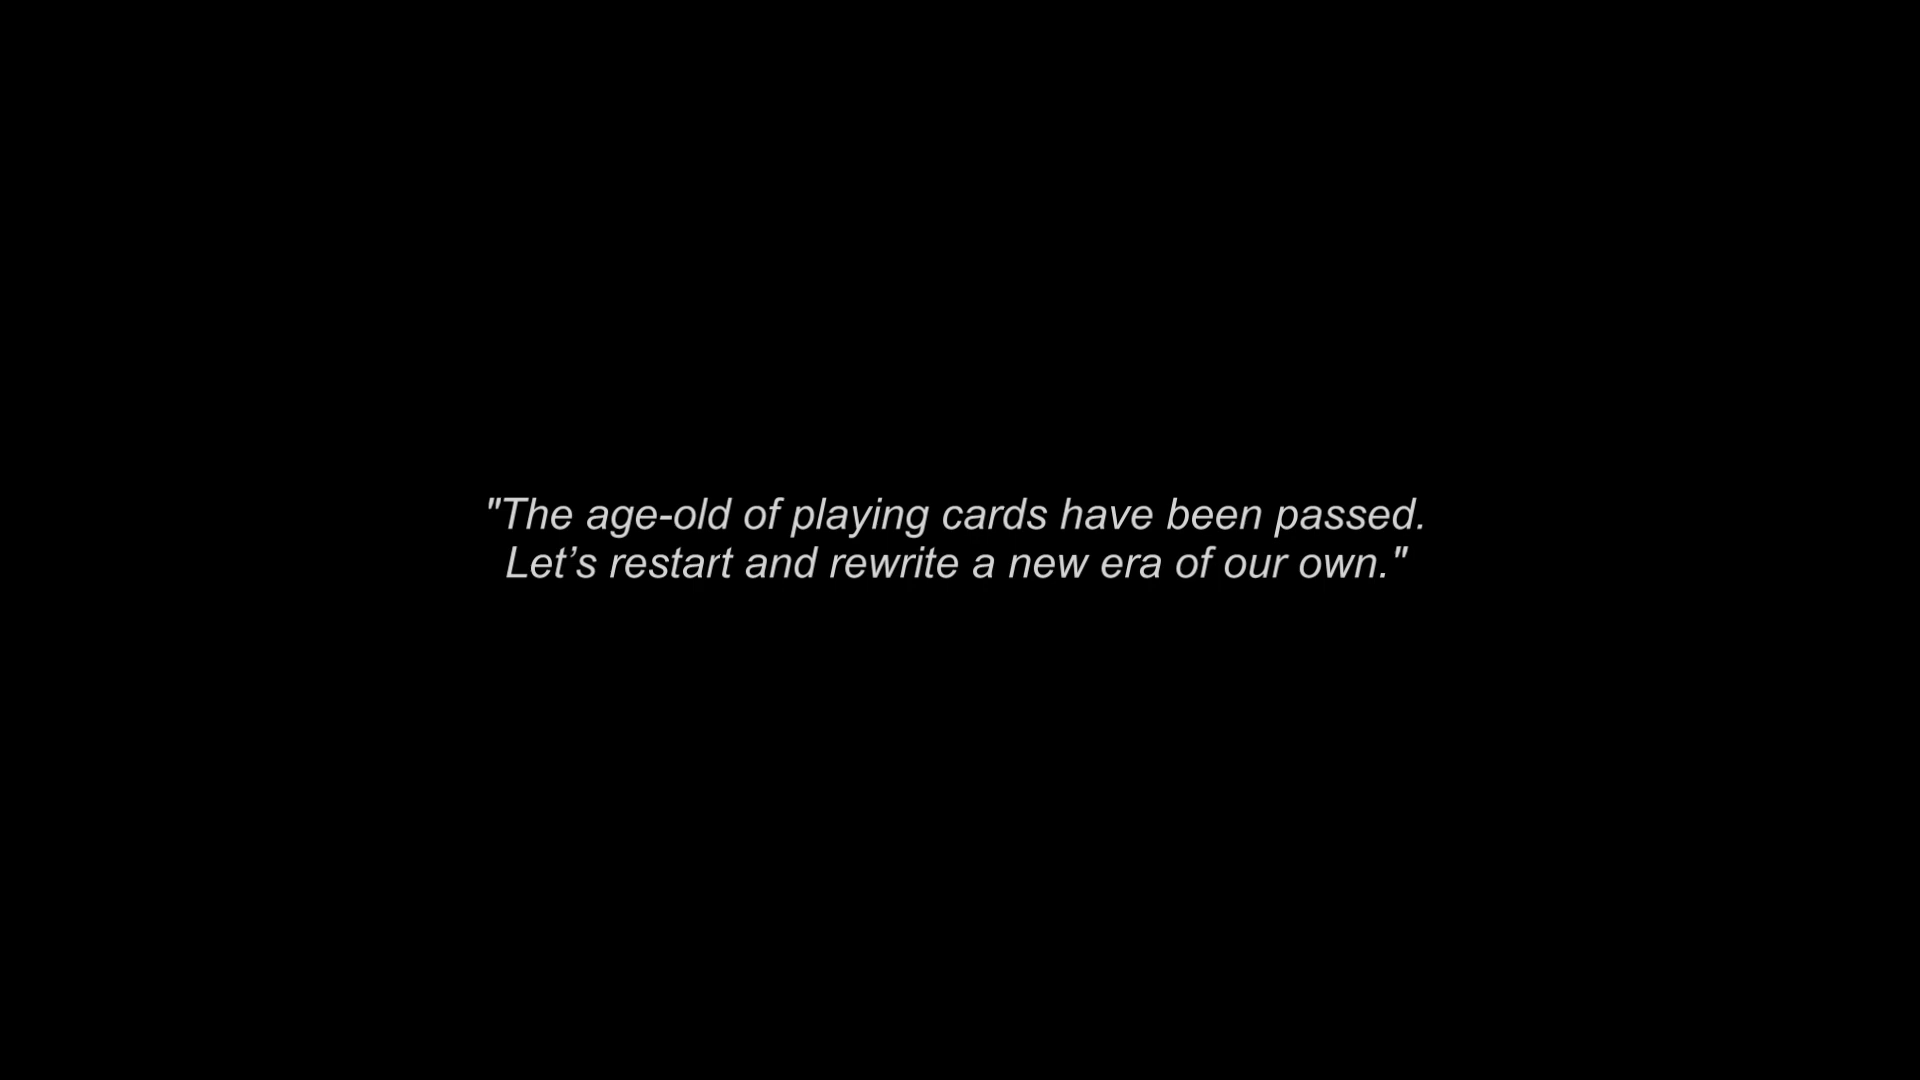 "The age-old of playing cards have been passed.
Let’s restart and rewrite a new era of our own."